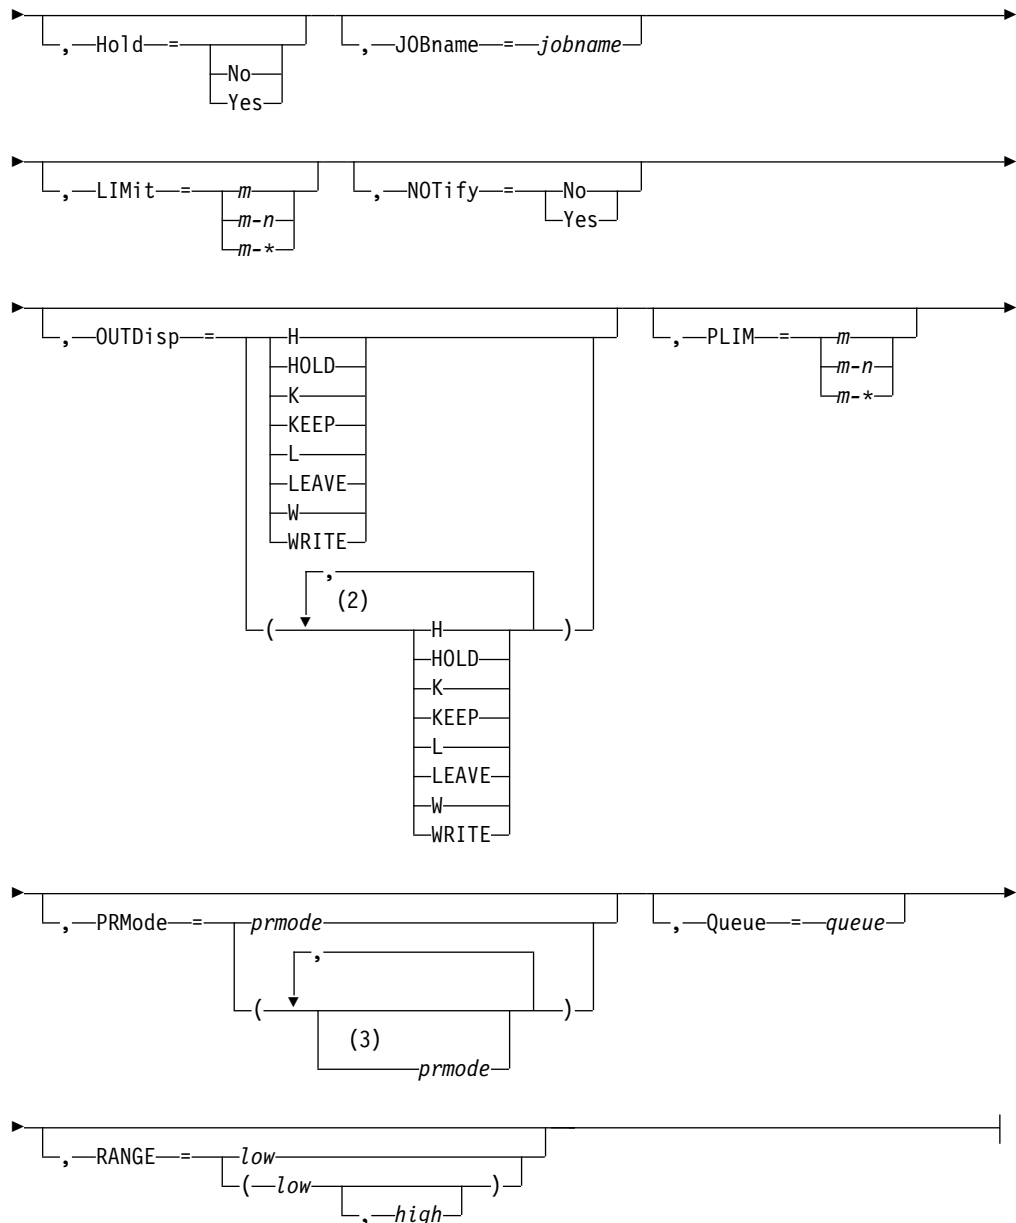 , Hold = , JOBname = jobname
No
Yes
, LIMit = m , NOTify = No
m-n Yes
m-*
, OUTDisp = H , PLIM = m
HOLD m-n
K m-*
KEEP
L
LEAVE
W
WRITE
,
(2)
( H )
HOLD
K
KEEP
L
LEAVE
W
WRITE
, PRMode = prmode , Queue = queue
,
( )
(3)
prmode
, RANGE = low
( low )
, high